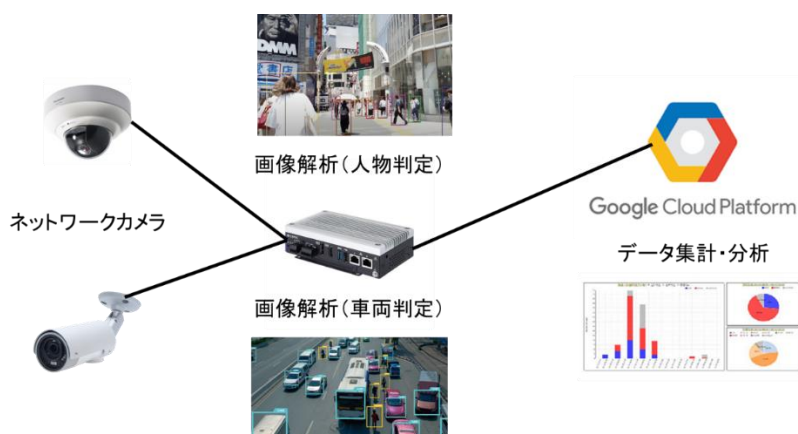 DMM
画像解析（人物判定）
ネットワークカメラ
画像解析（車両判定）
Google Cloud Platform
データ集計・分析